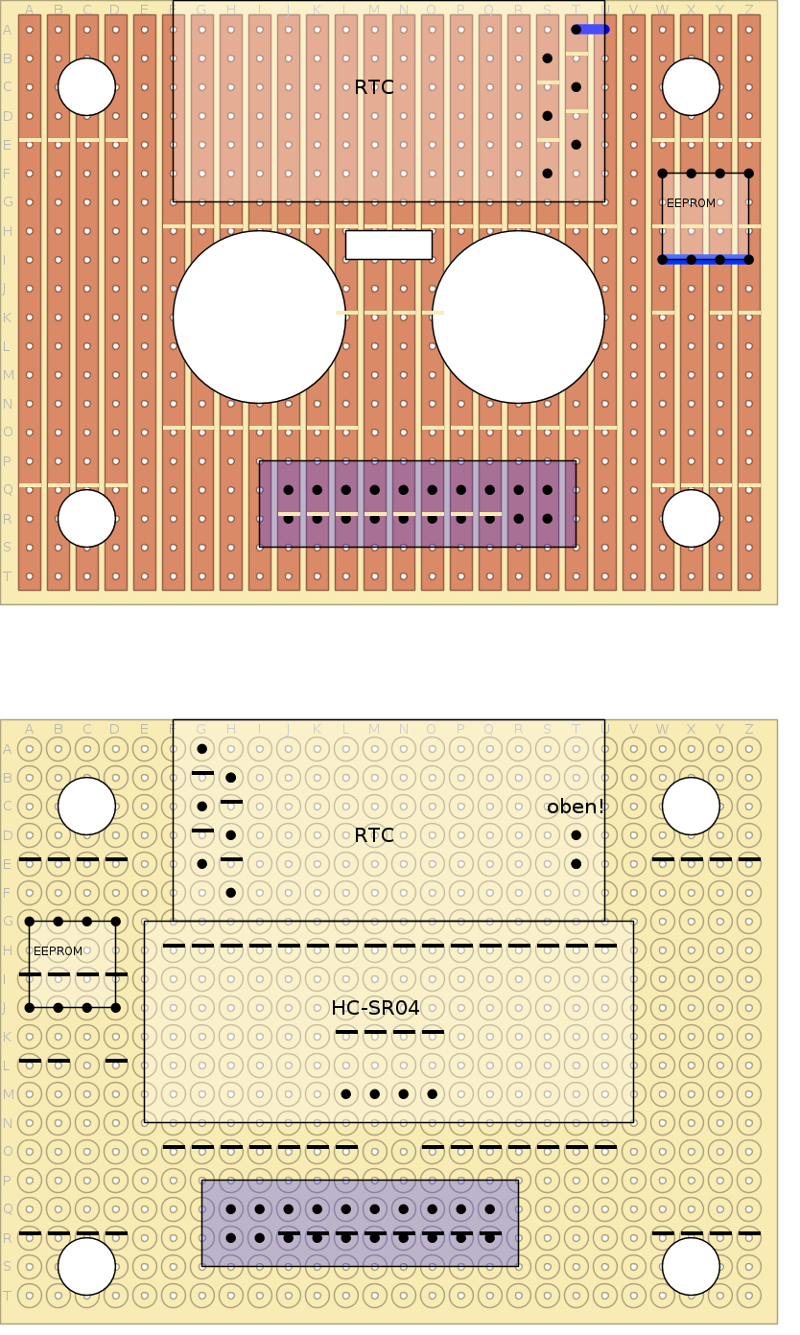 A B C D E F G H I J K L M N O P Q R S T U V W X Y Z
A
B
C RTC
D
E
F
G EEPROM
H
I
J
K
L
M
N
O
P
Q
R
S
T
A B C D E F G H I J K L M N O P Q R S T U V W X Y Z
A
B
C oben!
D RTC
E
F
G
H EEPROM
I
J HC-SR04
K
L
M
N
O
P
Q
R
S
T